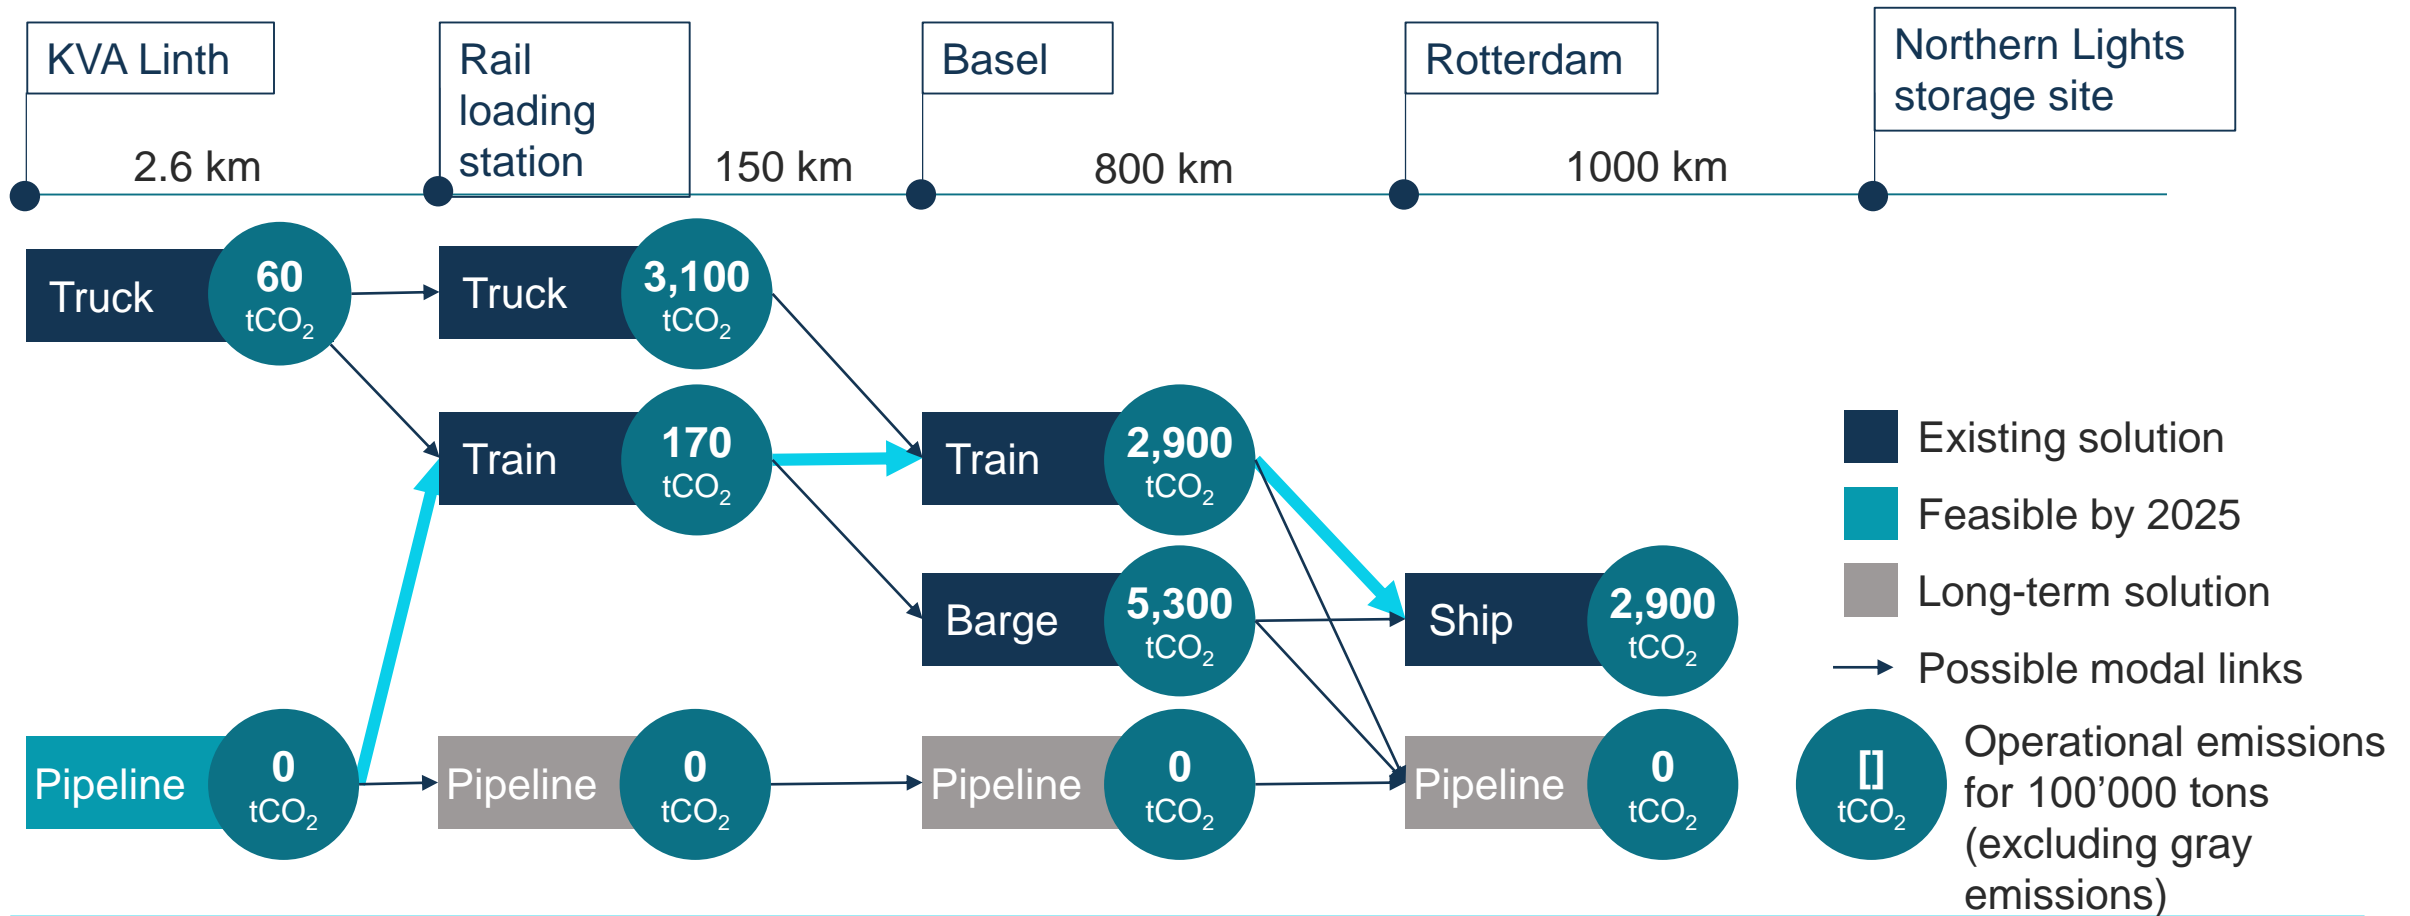 KVA Linth
Rail
loading
station
Basel
Rotterdam
Northern Lights
storage site
2.6 km
150 km
800 km
1000 km
Truck
60
tCO₂
Truck
3,100
tCO₂
Train
170
tCO₂
Train
2,900
tCO₂
Barge
5,300
tCO₂
Ship
2,900
tCO₂
Pipeline
0
tCO₂
Pipeline
0
tCO₂
Pipeline
0
tCO₂
Pipeline
0
tCO₂
Existing solution
Feasible by 2025
Long-term solution
Possible modal links
[]
tCO₂
Operational emissions
for 100’000 tons
(excluding gray
emissions)